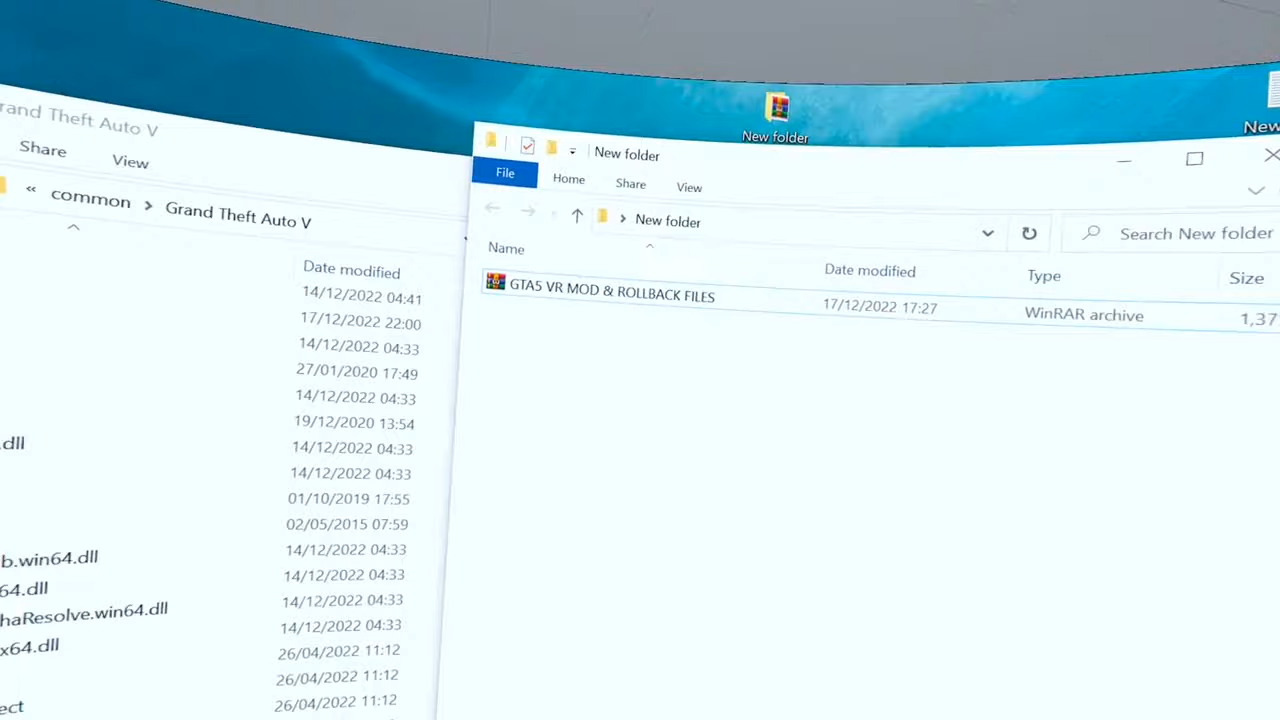 New folder
rand Theft Auto V
Share
View
« common > Grand Theft Auto V
Date modified
14/12/2022 04:41
17/12/2022 22:00
14/12/2022 04:33
27/01/2020 17:49
14/12/2022 04:33
19/12/2020 13:54
.dll
14/12/2022 04:33
14/12/2022 04:33
01/10/2019 17:55
02/05/2015 07:59
b.win64.dll
14/12/2022 04:33
64.dll
14/12/2022 04:33
haResolve.win64.dll
14/12/2022 04:33
x64.dll
14/12/2022 04:33
26/04/2022 11:12
26/04/2022 11:12
ect
26/04/2022 11:12
New folder
File
Home
Share
View
> New folder
Search New folder
Name
Date modified
Type
Size
GTA5 VR MOD & ROLLBACK FILES
17/12/2022 17:27
WinRAR archive
1,37
New